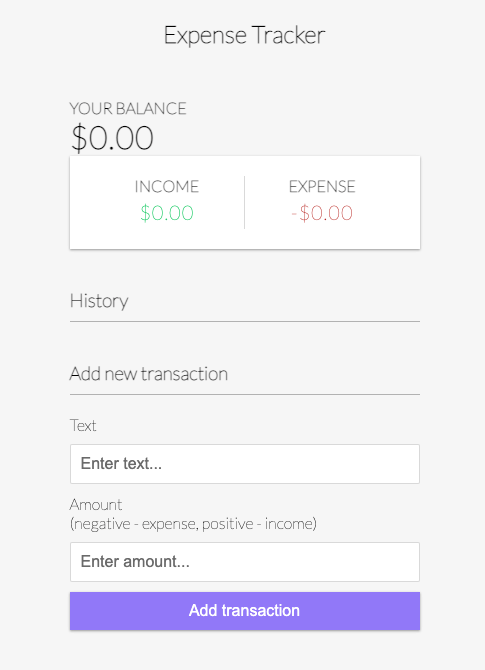 Expense Tracker
YOUR BALANCE
$0.00
INCOME
EXPENSE
$0.00
-$0.00
History
Add new transaction
Text
Enter text...
Amount
(negative - expense, positive - income)
Enter amount...
Add transaction